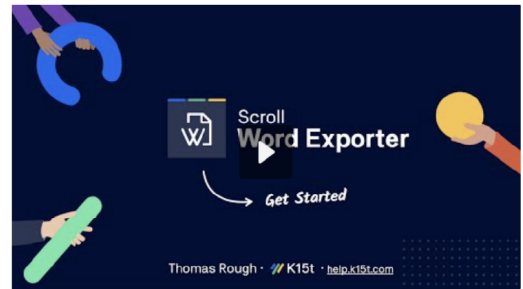 Scroll
Word Exporter
Get Started
Thomas Rough · K15t · help.k15t.com